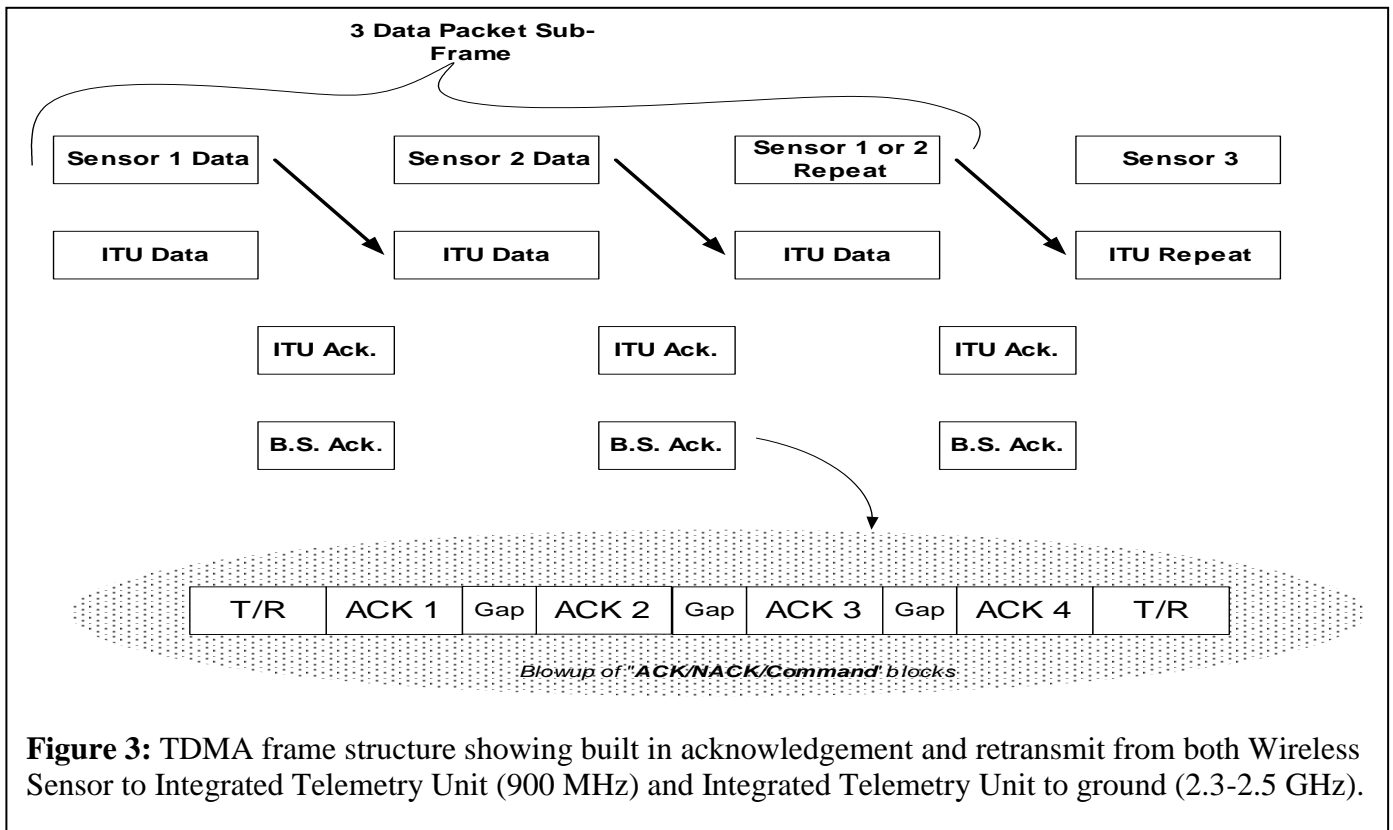 3 Data Packet Sub-
Frame
Sensor 1 Data
Sensor 2 Data
Sensor 1 or 2
Repeat
Sensor 3
ITU Data
ITU Data
ITU Data
ITU Repeat
ITU Ack.
ITU Ack.
ITU Ack.
B.S. Ack.
B.S. Ack.
B.S. Ack.
T/R ACK 1 Gap ACK 2 Gap ACK 3 Gap ACK 4 T/R
Blowup of "ACK/NACK/Command" blocks
Figure 3: TDMA frame structure showing built in acknowledgement and retransmit from both Wireless
Sensor to Integrated Telemetry Unit (900 MHz) and Integrated Telemetry Unit to ground (2.3-2.5 GHz).